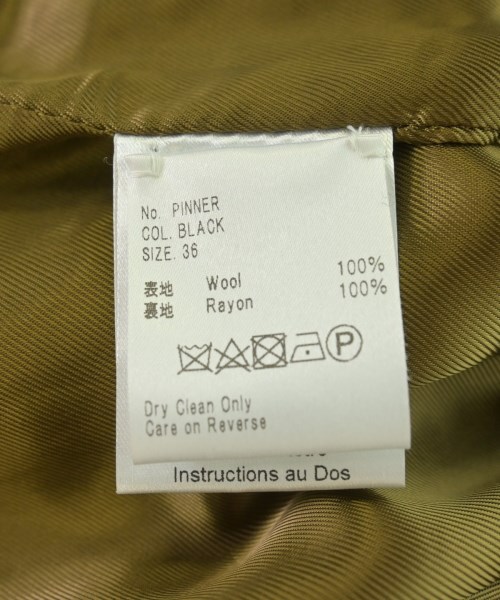 No. PINNER
COL. BLACK
SIZE. 36
表地 Wool 100%
裏地 Rayon 100%
P
Dry Clean Only
Care on Reverse
Instructions au Dos